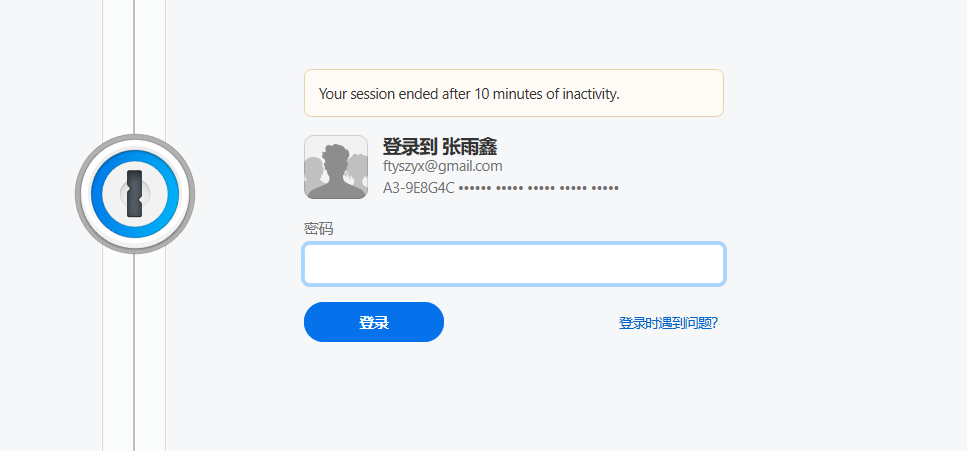 Your session ended after 10 minutes of inactivity.
登录到 张雨鑫
ftyszyx@gmail.com
A3-9E8G4C •••••• ••••• ••••• ••••• •••••
密码
登录
登录时遇到问题?